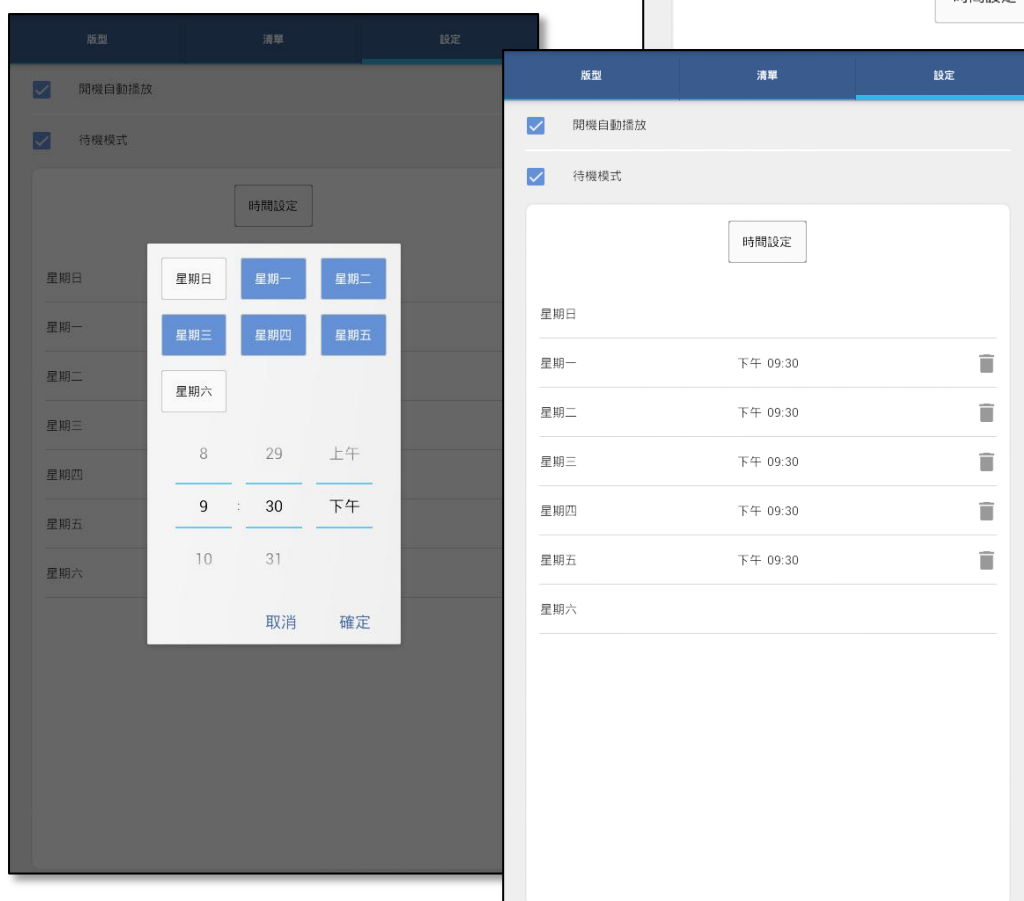 時間設定
版型 清單 設定
開機自動播放
待機模式
時間設定
星期日
星期一
星期二
星期三
星期四
星期五
星期六
星期日 星期一 星期二
星期三 星期四 星期五
星期六
8 29 上午
9 : 30 下午
10 31
取消 確定
版型 清單 設定
開機自動播放
待機模式
時間設定
星期日
星期一 下午 09:30
星期二 下午 09:30
星期三 下午 09:30
星期四 下午 09:30
星期五 下午 09:30
星期六